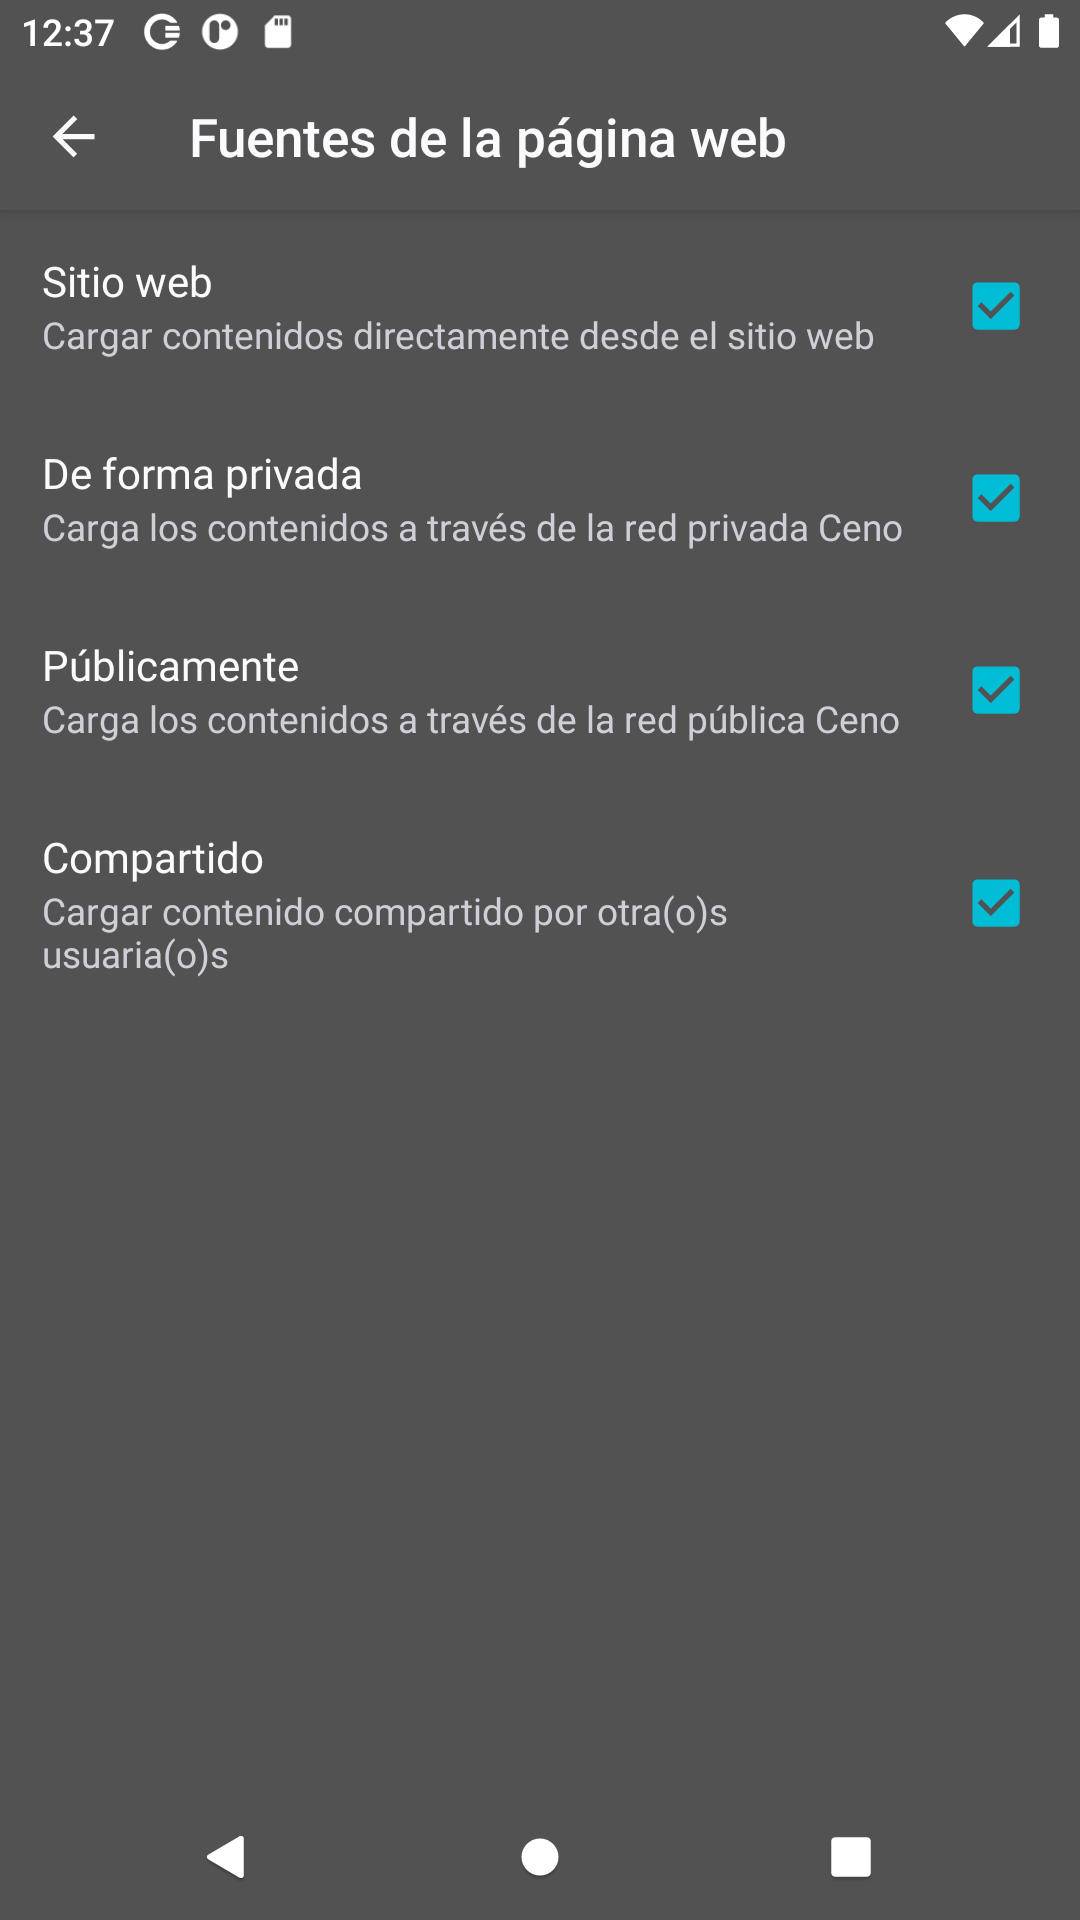 12:37
Fuentes de la página web
Sitio web
Cargar contenidos directamente desde el sitio web
De forma privada
Carga los contenidos a través de la red privada Ceno
Públicamente
Carga los contenidos a través de la red pública Ceno
Compartido
Cargar contenido compartido por otra(o)s
usuaria(o)s